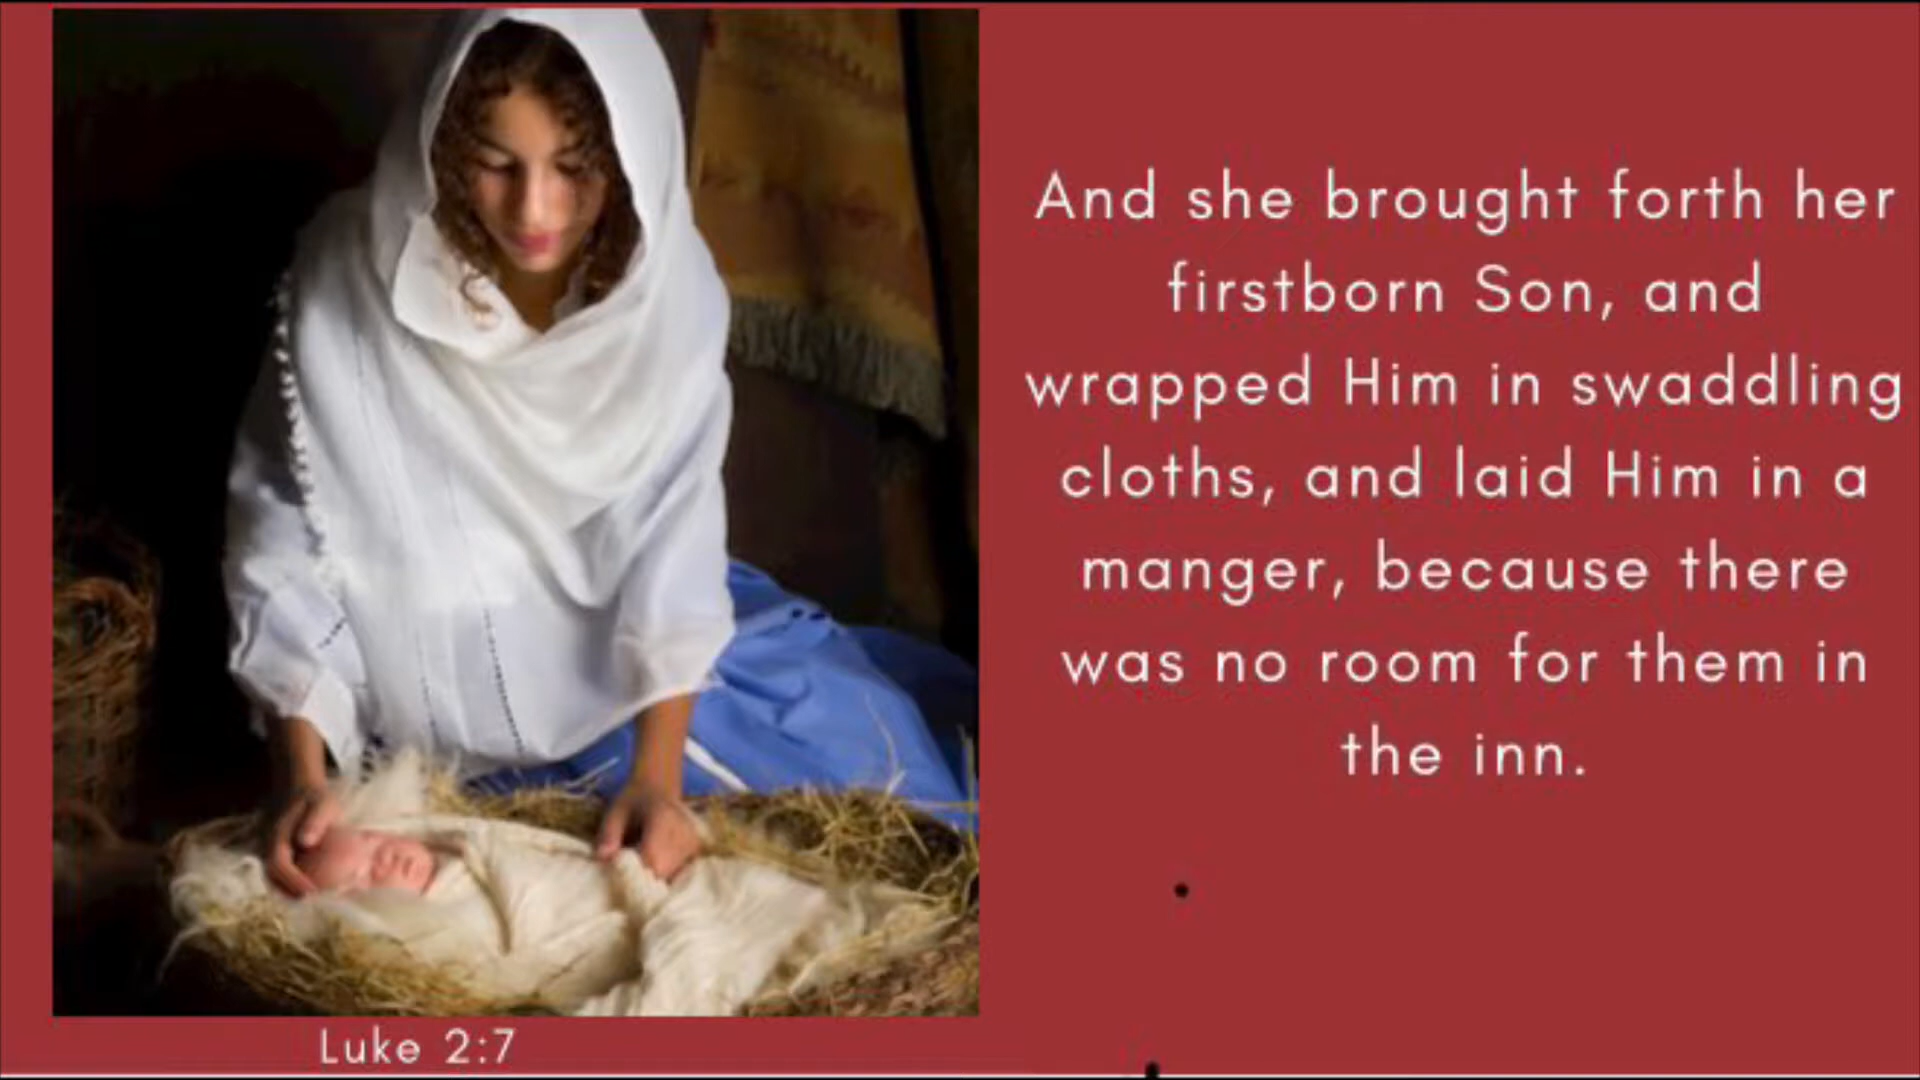 And she brought forth her
firstborn Son, and
wrapped Him in swaddling
cloths, and laid Him in a
manger, because there
was no room for them in
the inn.
Luke 2:7